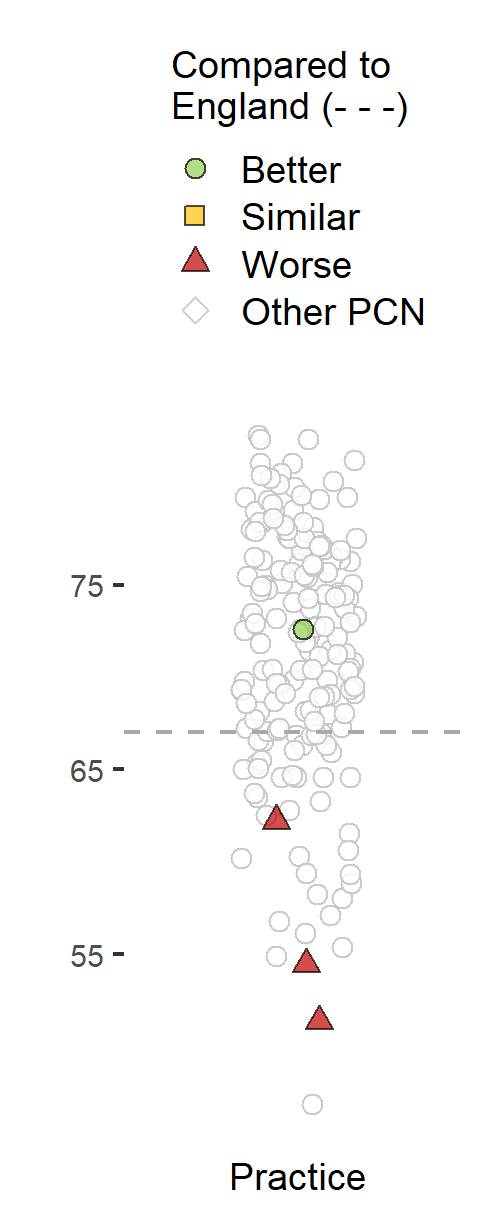 Compared to
England (- - -)
Better
Similar
Worse
Other PCN
75
65
55
Practice